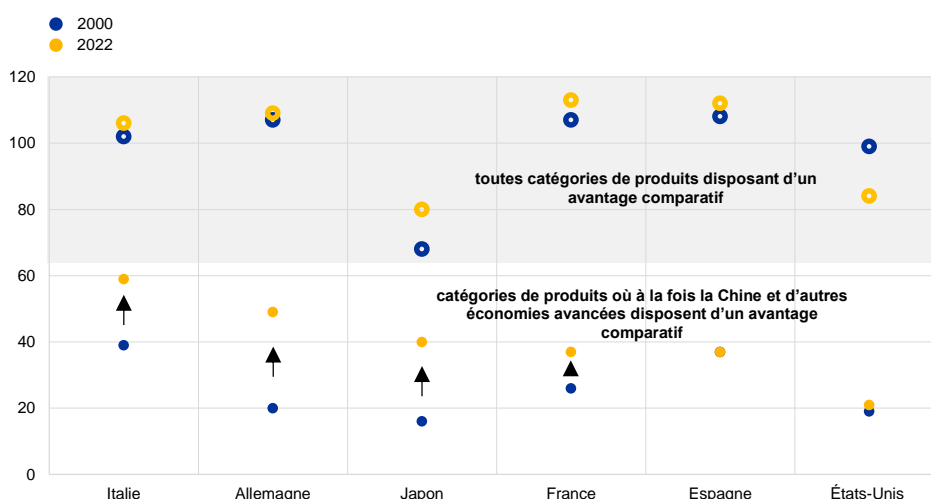 2000
2022
120
100
80
60
40
20
0
toutes catégories de produits disposant d'un
avantage comparatif
catégories de produits où à la fois la Chine et d'autres
économies avancées disposent d'un avantage
comparatif
Italie Allemagne Japon France Espagne États-Unis